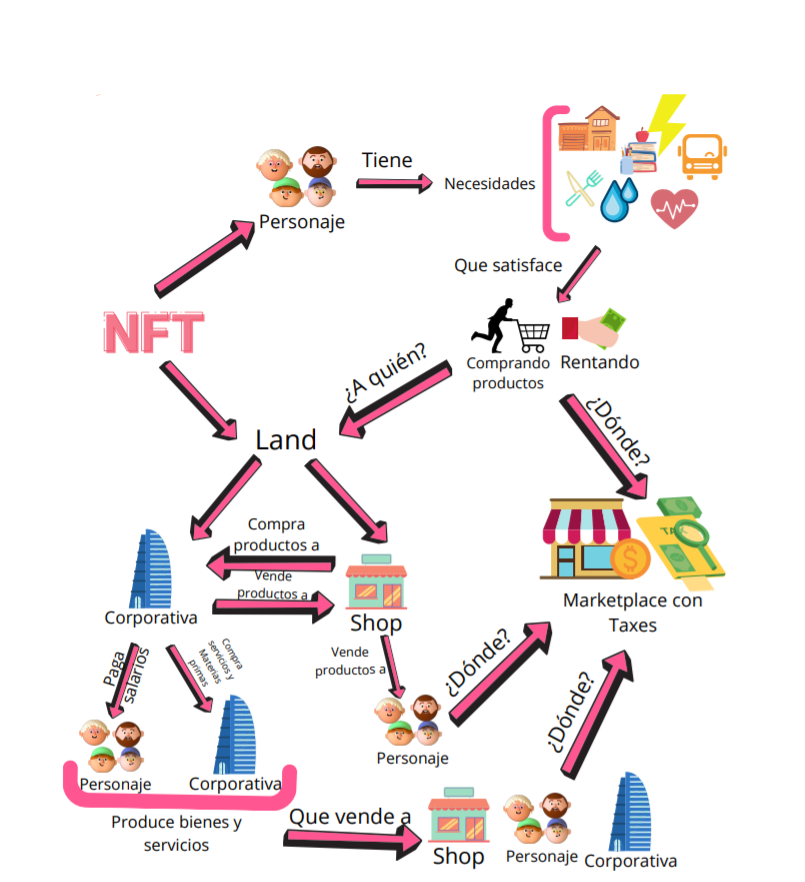 Tiene
Necesidades
Personaje
Que satisface
NFT
Comprando
productos
Rentando
¿A quién?
¿Dónde?
Land
Compra
productos a
Vende
productos a
Corporativa
Shop
TAX
$
Marketplace con
Taxes
Paga
salarios
Compra
servicios y
Materias
primas
Vende
productos a
¿Dónde?
¿Dónde?
Personaje
Personaje
Corporativa
Produce bienes y
servicios
Que vende a
Shop
Personaje
Corporativa